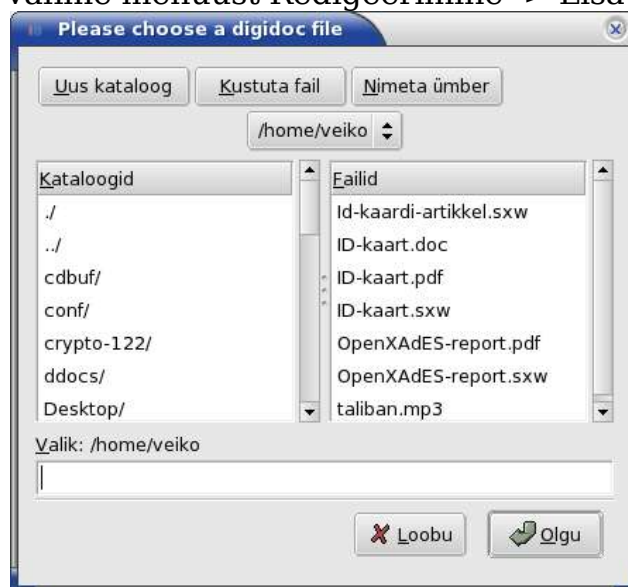 Please choose a digidoc file
Uus kataloog Kustuta fail Nimeta ümber
/home/veiko
Kataloogid
./
../
cdbuf/
conf/
crypto-122/
ddocs/
Desktop/
Failid
Id-kaardi-artikkel.sxw
ID-kaart.doc
ID-kaart.pdf
ID-kaart.sxw
OpenXAdES-report.pdf
OpenXAdES-report.sxw
taliban.mp3
Valik: /home/veiko
Loobu Olgu